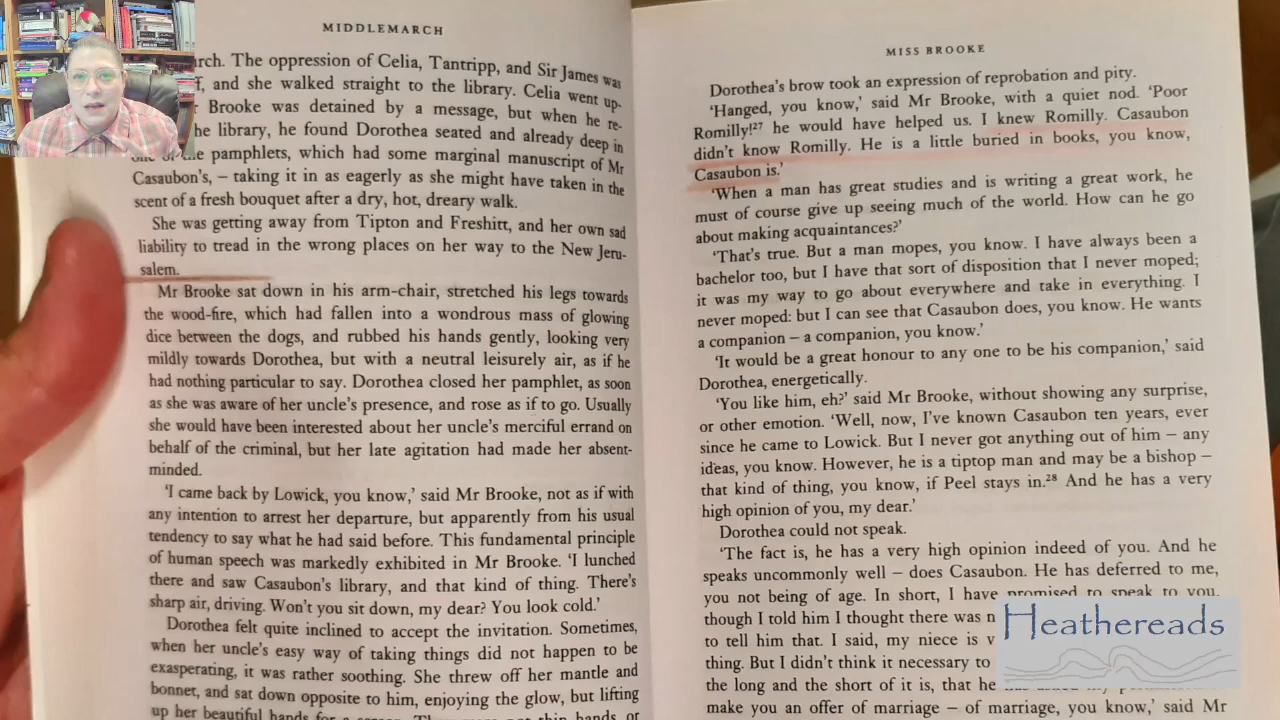 MIDDLEMARCH
rch. The oppression of Celia, Tantripp, and Sir James was
f, and she walked straight to the library. Celia went up-
r Brooke was detained by a message, but when he re-
he library, he found Dorothea seated and already deep in
one of the pamphlets, which had some marginal manuscript of Mr
Casaubon's, – taking it in as eagerly as she might have taken in the
scent of a fresh bouquet after a dry, hot, dreary walk.
She was getting away from Tipton and Freshitt, and her own sad
liability to tread in the wrong places on her way to the New Jeru-
salem.
Mr Brooke sat down in his arm-chair, stretched his legs towards
the wood-fire, which had fallen into a wondrous mass of glowing
dice between the dogs, and rubbed his hands gently, looking very
mildly towards Dorothea, but with a neutral leisurely air, as if he
had nothing particular to say. Dorothea closed her pamphlet, as soon
as she was aware of her uncle's presence, and rose as if to go. Usually
she would have been interested about her uncle's merciful errand on
behalf of the criminal, but her late agitation had made her absent-
minded.
'I came back by Lowick, you know,' said Mr Brooke, not as if with
any intention to arrest her departure, but apparently from his usual
tendency to say what he had said before. This fundamental principle
of human speech was markedly exhibited in Mr Brooke. 'I lunched
there and saw Casaubon's library, and that kind of thing. There's
sharp air, driving. Won't you sit down, my dear? You look cold.'
Dorothea felt quite inclined to accept the invitation. Sometimes,
when her uncle's easy way of taking things did not happen to be
exasperating, it was rather soothing. She threw off her mantle and
bonnet, and sat down opposite to him, enjoying the glow, but lifting
up her beautiful hands for a screen. They were not thin hands, or
MISS BROOKE
Dorothea's brow took an expression of reprobation and pity.
'Hanged, you know,' said Mr Brooke, with a quiet nod. 'Poor
Romilly!²⁷ he would have helped us. I knew Romilly. Casaubon
didn't know Romilly. He is a little buried in books, you know,
Casaubon is.'
'When a man has great studies and is writing a great work, he
must of course give up seeing much of the world. How can he go
about making acquaintances?'
'That's true. But a man mopes, you know. I have always been a
bachelor too, but I have that sort of disposition that I never moped;
it was my way to go about everywhere and take in everything. I
never moped: but I can see that Casaubon does, you know. He wants
a companion – a companion, you know.'
'It would be a great honour to any one to be his companion,' said
Dorothea, energetically.
'You like him, eh?' said Mr Brooke, without showing any surprise,
or other emotion. 'Well, now, I've known Casaubon ten years, ever
since he came to Lowick. But I never got anything out of him – any
ideas, you know. However, he is a tiptop man and may be a bishop –
that kind of thing, you know, if Peel stays in.²⁸ And he has a very
high opinion of you, my dear.'
Dorothea could not speak.
'The fact is, he has a very high opinion indeed of you. And he
speaks uncommonly well – does Casaubon. He has deferred to me,
you not being of age. In short, I have promised to speak to you,
though I told him I thought there was n
to tell him that. I said, my niece is v
thing. But I didn't think it necessary to
the long and the short of it is, that he
make you an offer of marriage – of marriage, you know,' said Mr
Heathereads